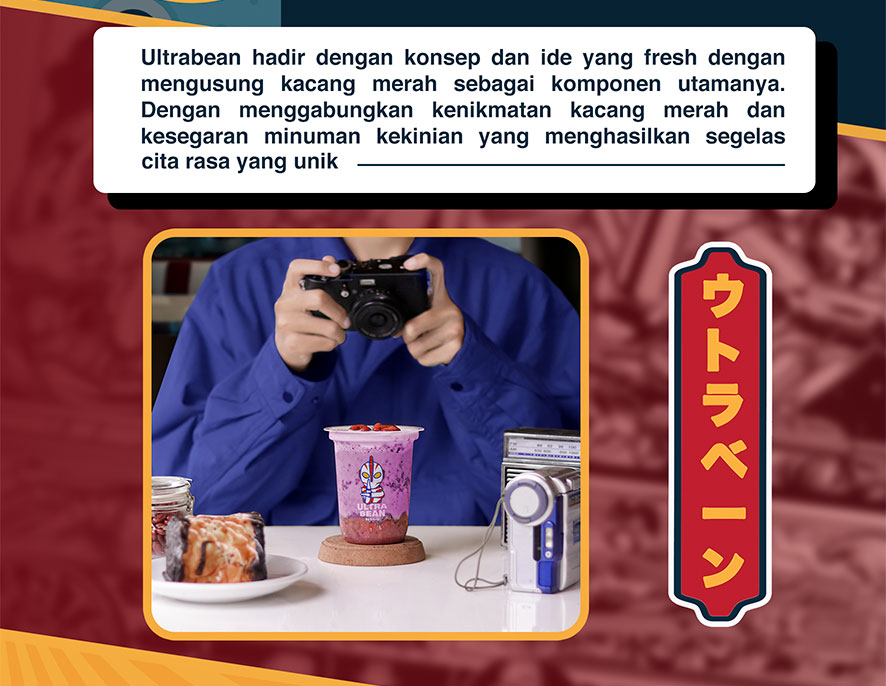 Ultrabean hadir dengan konsep dan ide yang fresh dengan
mengusung kacang merah sebagai komponen utamanya.
Dengan menggabungkan kenikmatan kacang merah dan
kesegaran minuman kekinian yang menghasilkan segelas
cita rasa yang unik
ULTRA
BEAN
ウトラベーン